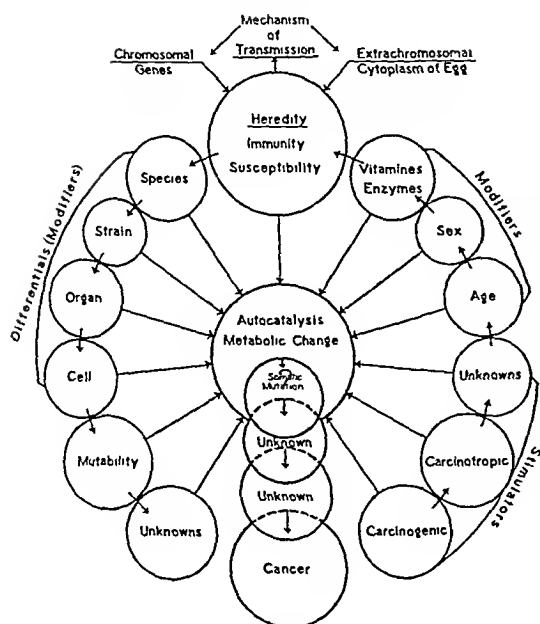 Mechanism
of
Transmission
Chromosomal
Genes
Extrachromosomal
Cytoplasm of Egg
Heredity
Immunity
Susceptibility
Species
Vitamines
Enzymes
Differentials (Modifiers)
Modifiers
Strain
Sex
Organ
Age
Autocatalysis
Metabolic Change
Cell
Unknowns
?
Somatic
Mutation
Unknown
Mutability
Carcinotropic
Stimulators
Unknown
Unknowns
Carcinogenic
Cancer